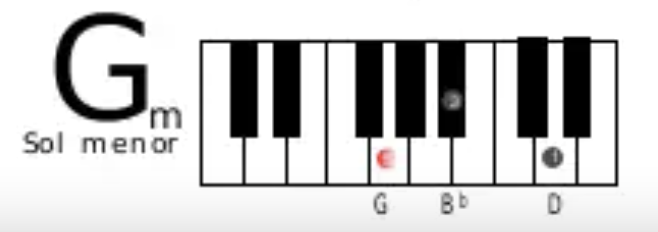 Gm
Sol menor
G B♭ D